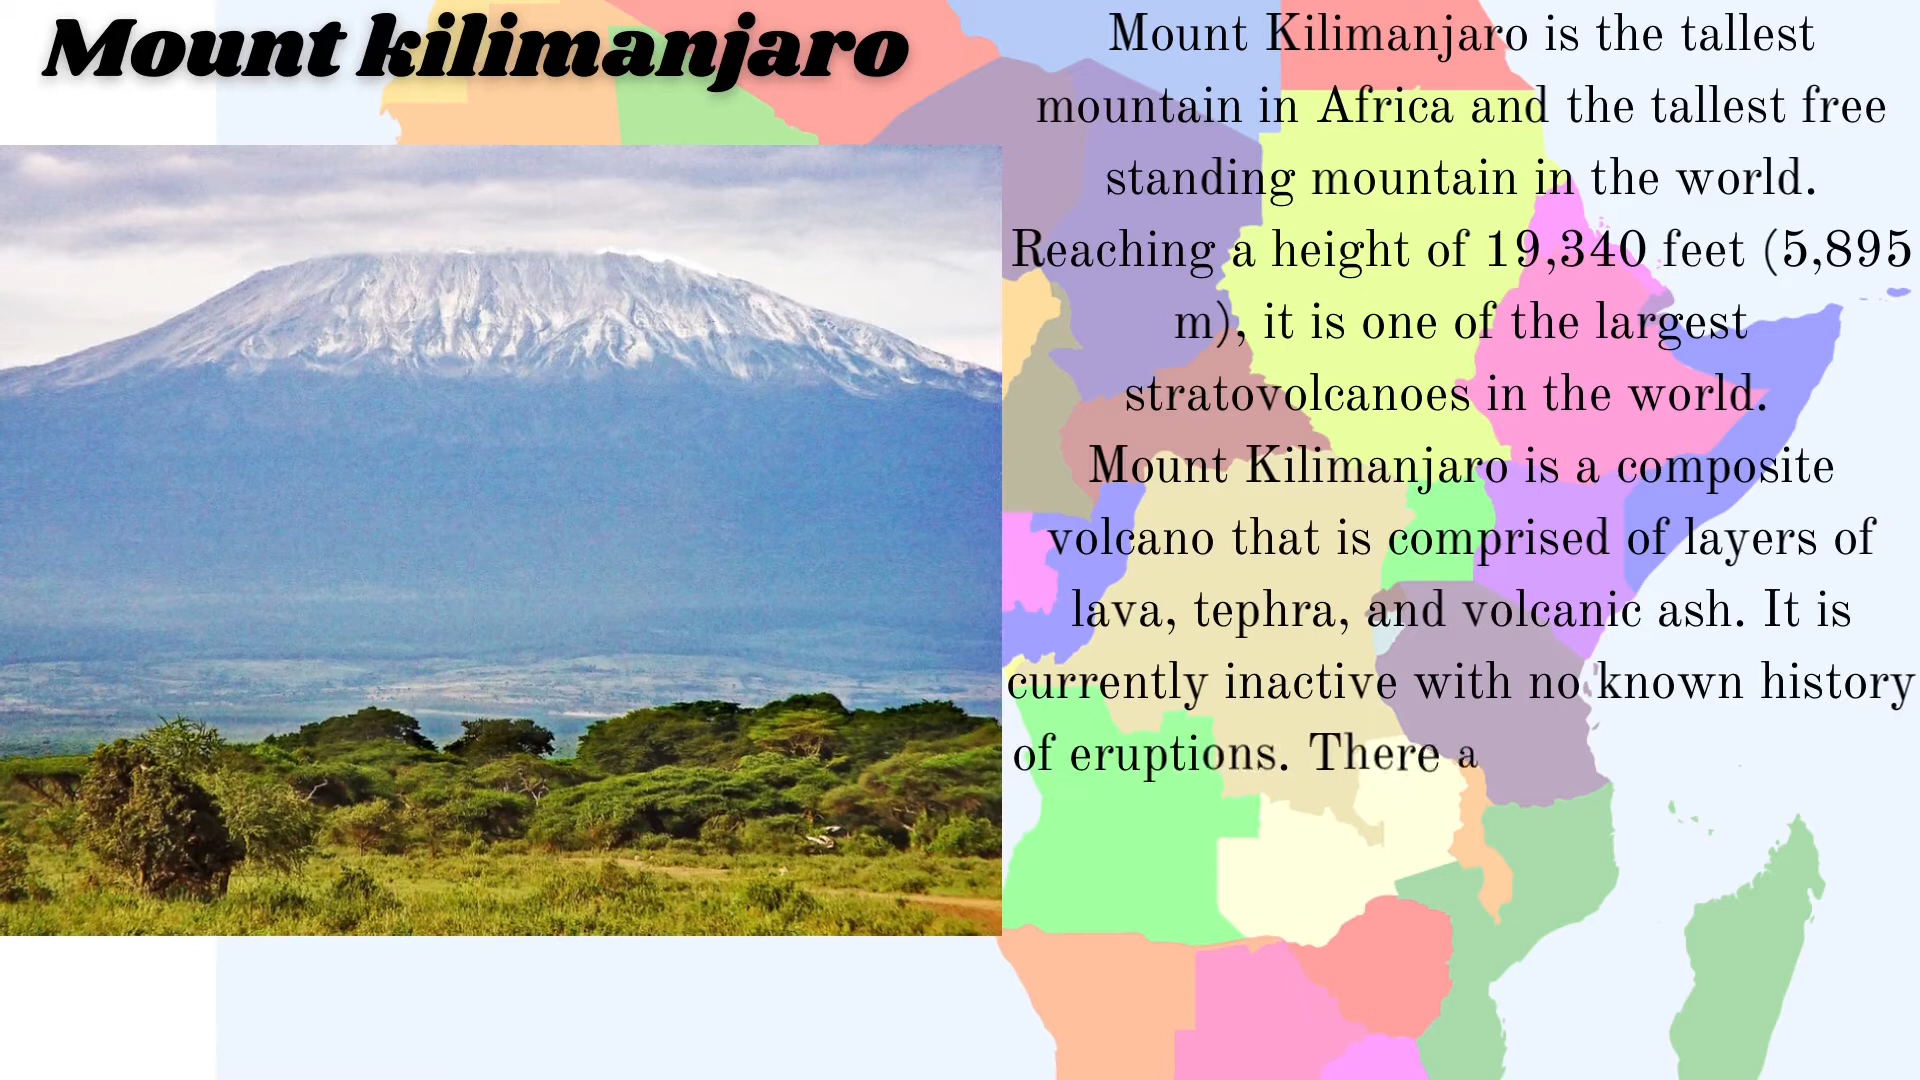 Mount kilimanjaro
Mount Kilimanjaro is the tallest
mountain in Africa and the tallest free
standing mountain in the world.
Reaching a height of 19,340 feet (5,895
m), it is one of the largest
stratovolcanoes in the world.
Mount Kilimanjaro is a composite
volcano that is comprised of layers of
lava, tephra, and volcanic ash. It is
currently inactive with no known history
of eruptions. There a